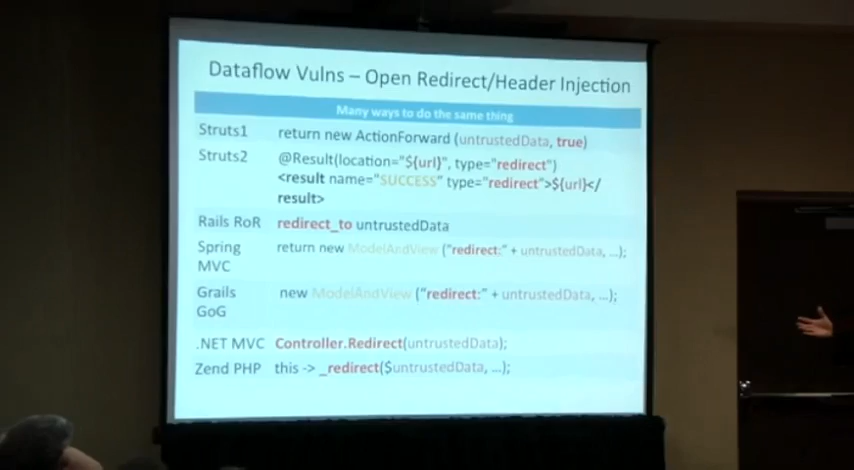 Dataflow Vulns – Open Redirect/Header Injection
Many ways to do the same thing
Struts1 return new ActionForward (untrustedData, true)
Struts2 @Result(location="${url}", type="redirect")
<result name="SUCCESS" type="redirect">${url}</
result>
Rails RoR redirect_to untrustedData
Spring return new ModelAndView ("redirect:" + untrustedData, ...);
MVC
Grails new ModelAndView ("redirect:" + untrustedData, ...);
GoG
.NET MVC Controller.Redirect(untrustedData);
Zend PHP this -> _redirect($untrustedData, ...);